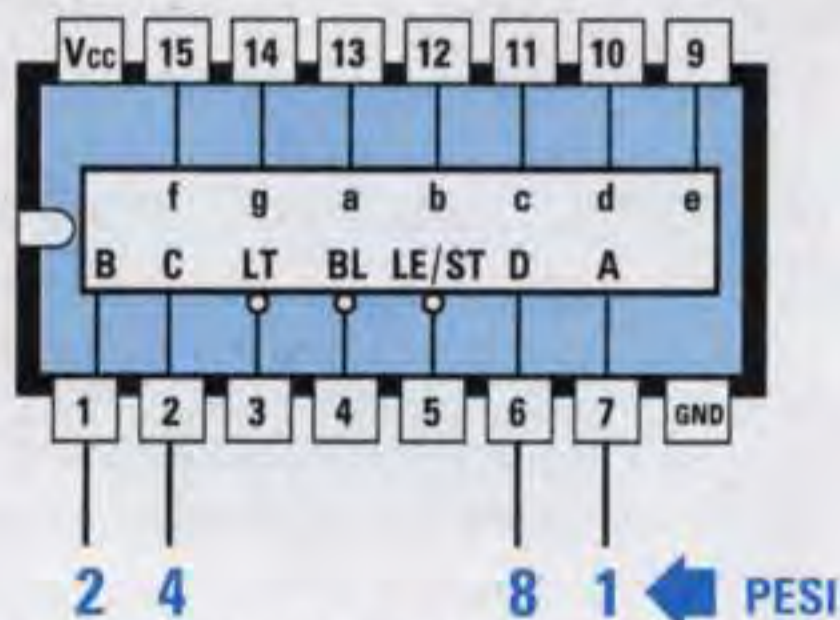 Vcc 15 14 13 12 11 10 9
f g a b c d e
B C LT BL LE/ST D A
1 2 3 4 5 6 7 GND
2 4 8 1 PESI